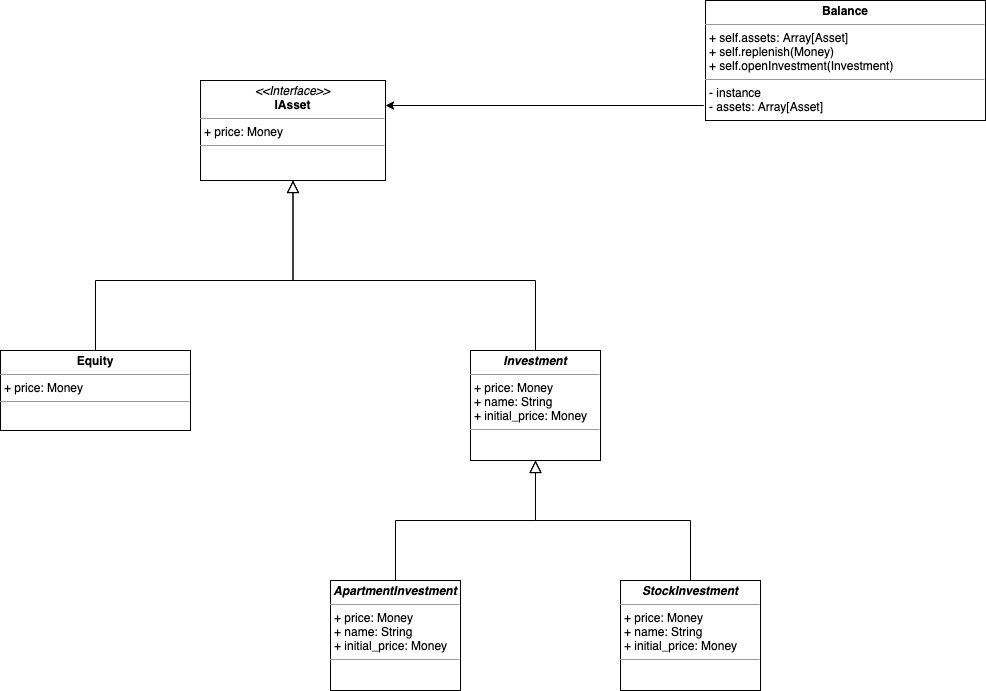 Balance
+ self.assets: Array[Asset]
+ self.replenish(Money)
+ self.openInvestment(Investment)
- instance
- assets: Array[Asset]
<<Interface>>
IAsset
+ price: Money
Equity
+ price: Money
Investment
+ price: Money
+ name: String
+ initial_price: Money
ApartmentInvestment
+ price: Money
+ name: String
+ initial_price: Money
StockInvestment
+ price: Money
+ name: String
+ initial_price: Money